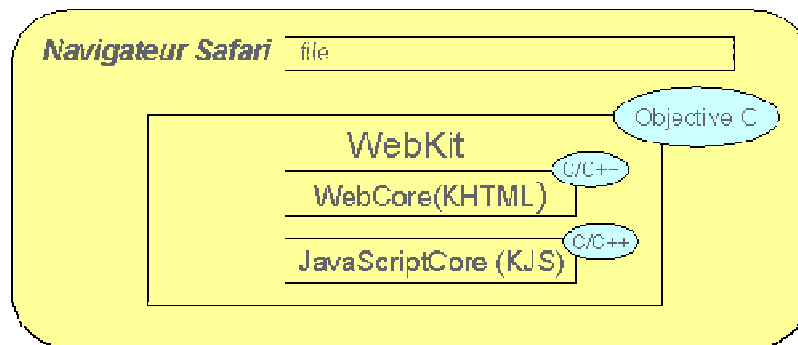 Navigateur Safari file
Objective C
WebKit
C/C++
WebCore(KHTML)
C/C++
JavaScriptCore (KJS)